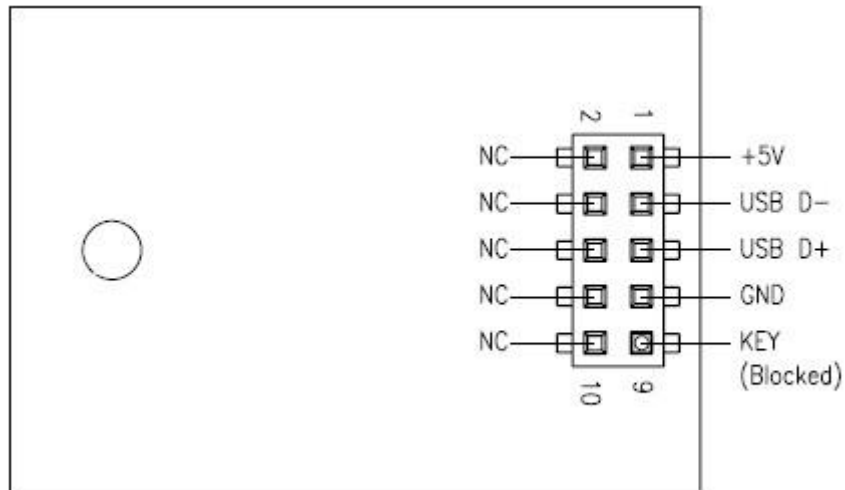 2 1
NC +5V
NC USB D-
NC USB D+
NC GND
NC KEY
(Blocked)
10 9